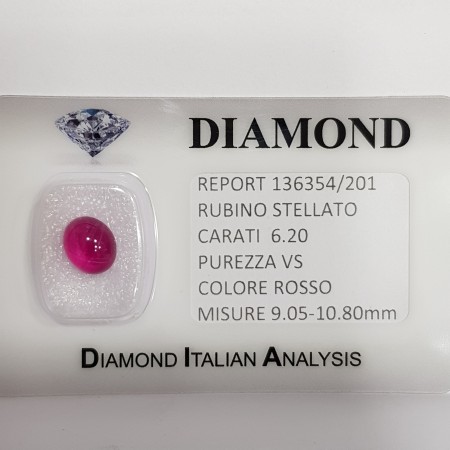 DIAMOND
REPORT 136354/201
RUBINO STELLATO
CARATI 6.20
PUREZZA VS
COLORE ROSSO
MISURE 9.05-10.80mm
DIAMOND ITALIAN ANALYSIS